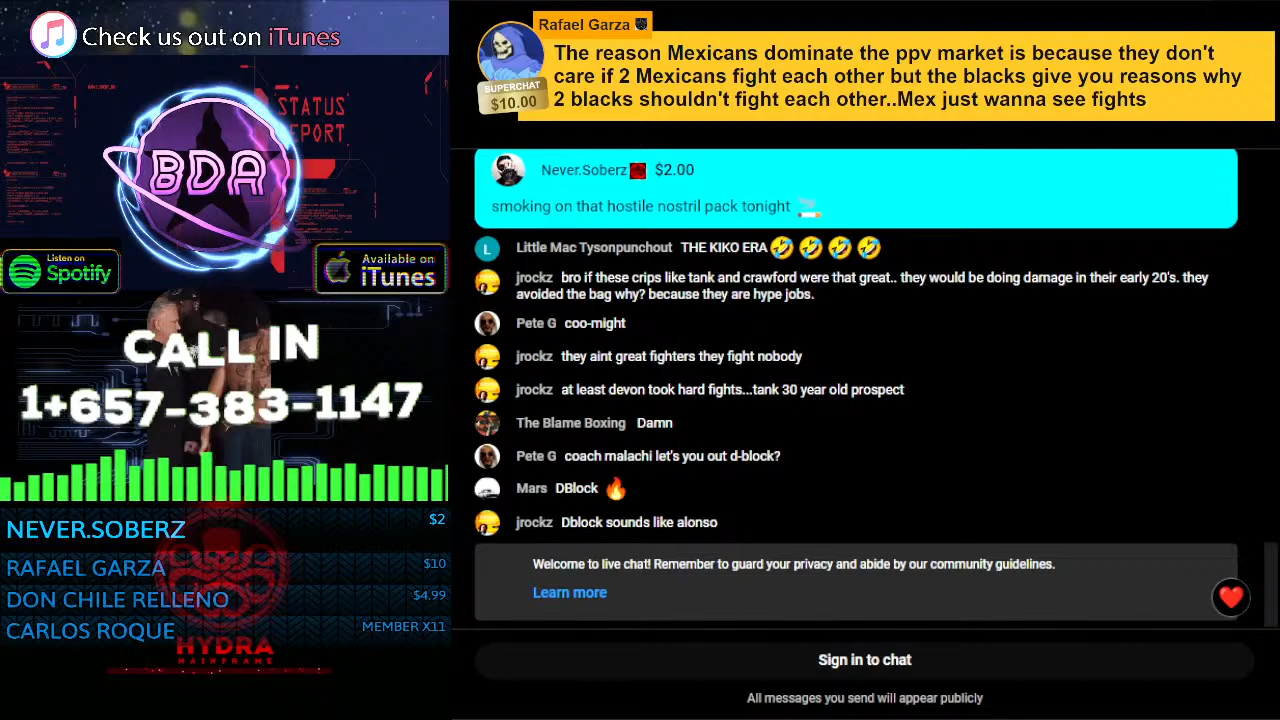 Check us out on iTunes
STATUS
REPORT
BDA
Listen on
Spotify
Available on
iTunes
CALL IN
1+657-383-1147
NEVER.SOBERZ $2
RAFAEL GARZA $10
DON CHILE RELLENO $4.99
CARLOS ROQUE MEMBER X11
HYDRA
MAINFRAME
Rafael Garza
The reason Mexicans dominate the ppv market is because they don't
care if 2 Mexicans fight each other but the blacks give you reasons why
2 blacks shouldn't fight each other..Mex just wanna see fights
SUPERCHAT
$10.00
Never.Soberz $2.00
smoking on that hostile nostril pack tonight
L Little Mac Tysonpunchout THE KIKO ERA
jrockz bro if these crips like tank and crawford were that great.. they would be doing damage in their early 20's. they
avoided the bag why? because they are hype jobs.
Pete G coo-might
jrockz they aint great fighters they fight nobody
jrockz at least devon took hard fights...tank 30 year old prospect
The Blame Boxing Damn
Pete G coach malachi let's you out d-block?
Mars DBlock
jrockz Dblock sounds like alonso
Welcome to live chat! Remember to guard your privacy and abide by our community guidelines.
Learn more
Sign in to chat
All messages you send will appear publicly